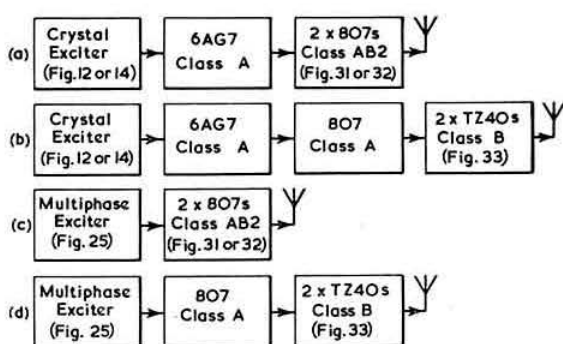 (a)
Crystal
Exciter
(Fig.12 or 14)
6AG7
Class A
2 x 807s
Class AB2
(Fig.31 or 32)
(b)
Crystal
Exciter
(Fig.12 or 14)
6AG7
Class A
807
Class A
2 x TZ40s
Class B
(Fig. 33)
(c)
Multiphase
Exciter
(Fig. 25)
2 x 807s
Class AB2
(Fig.31 or 32)
(d)
Multiphase
Exciter
(Fig. 25)
807
Class A
2 x TZ40s
Class B
(Fig. 33)